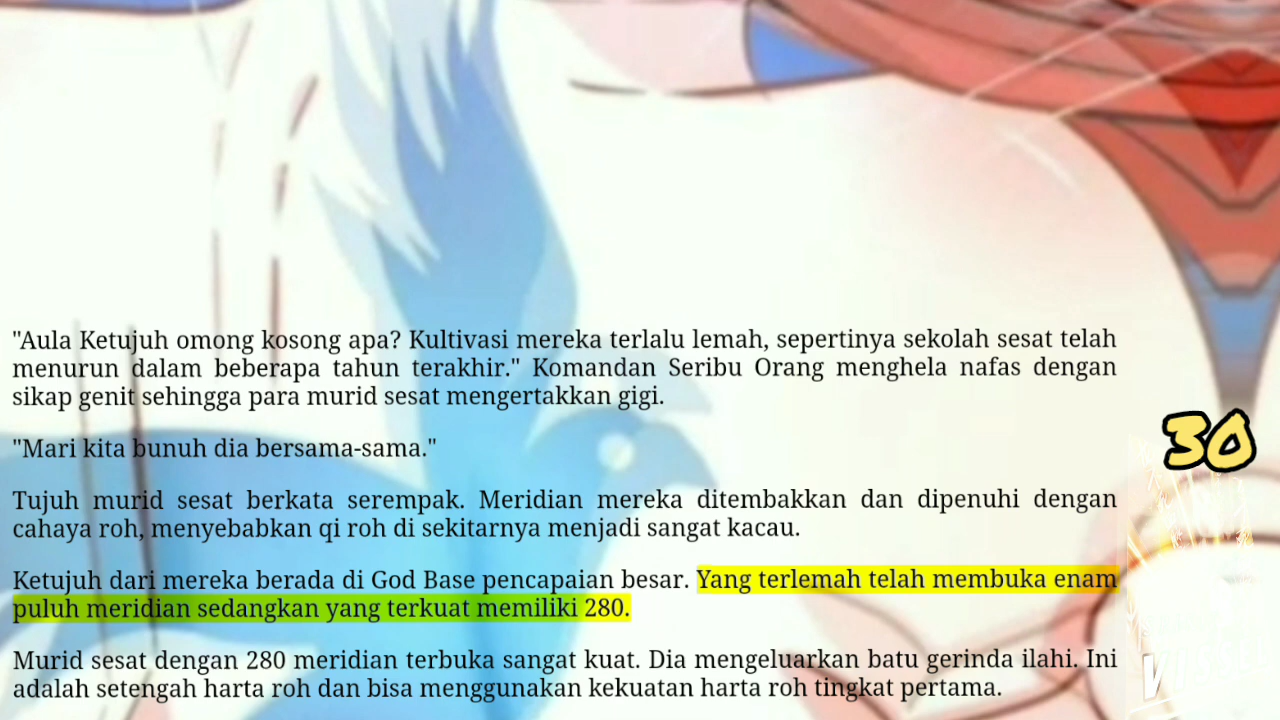 "Aula Ketujuh omong kosong apa? Kultivasi mereka terlalu lemah, sepertinya sekolah sesat telah
menurun dalam beberapa tahun terakhir." Komandan Seribu Orang menghela nafas dengan
sikap genit sehingga para murid sesat mengertakkan gigi.
"Mari kita bunuh dia bersama-sama."
30
Tujuh murid sesat berkata serempak. Meridian mereka ditembakkan dan dipenuhi dengan
cahaya roh, menyebabkan qi roh di sekitarnya menjadi sangat kacau.
Ketujuh dari mereka berada di God Base pencapaian besar. Yang terlemah telah membuka enam
puluh meridian sedangkan yang terkuat memiliki 280.
Murid sesat dengan 280 meridian terbuka sangat kuat. Dia mengeluarkan batu gerinda ilahi. Ini
adalah setengah harta roh dan bisa menggunakan kekuatan harta roh tingkat pertama.